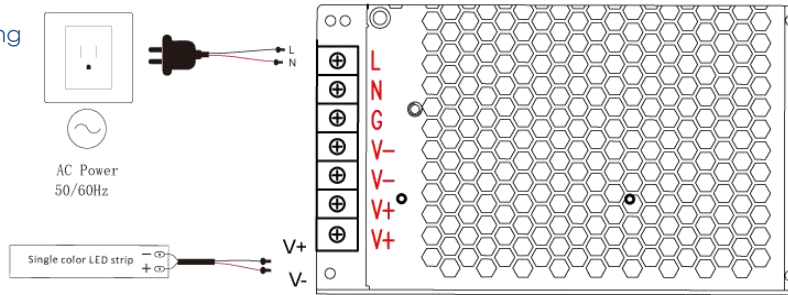 ng
L
N
AC Power
50/60Hz
L
N
G
V-
V-
V+
V+
Single color LED strip
-
+
V+
V-